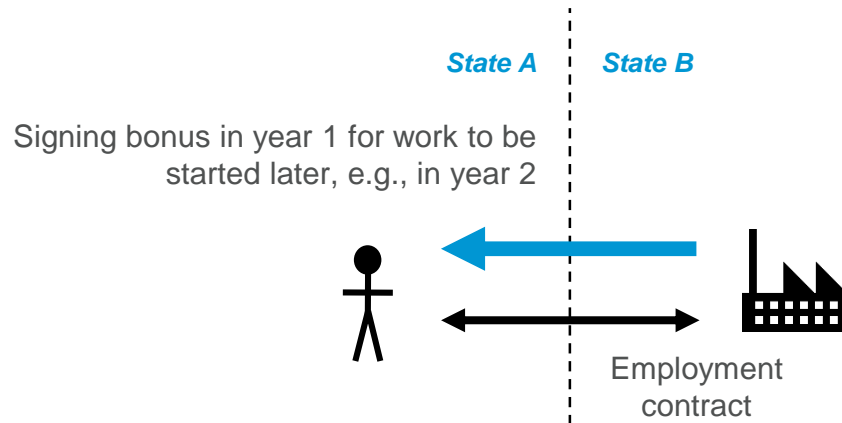 State A
State B
Signing bonus in year 1 for work to be
started later, e.g., in year 2
Employment
contract